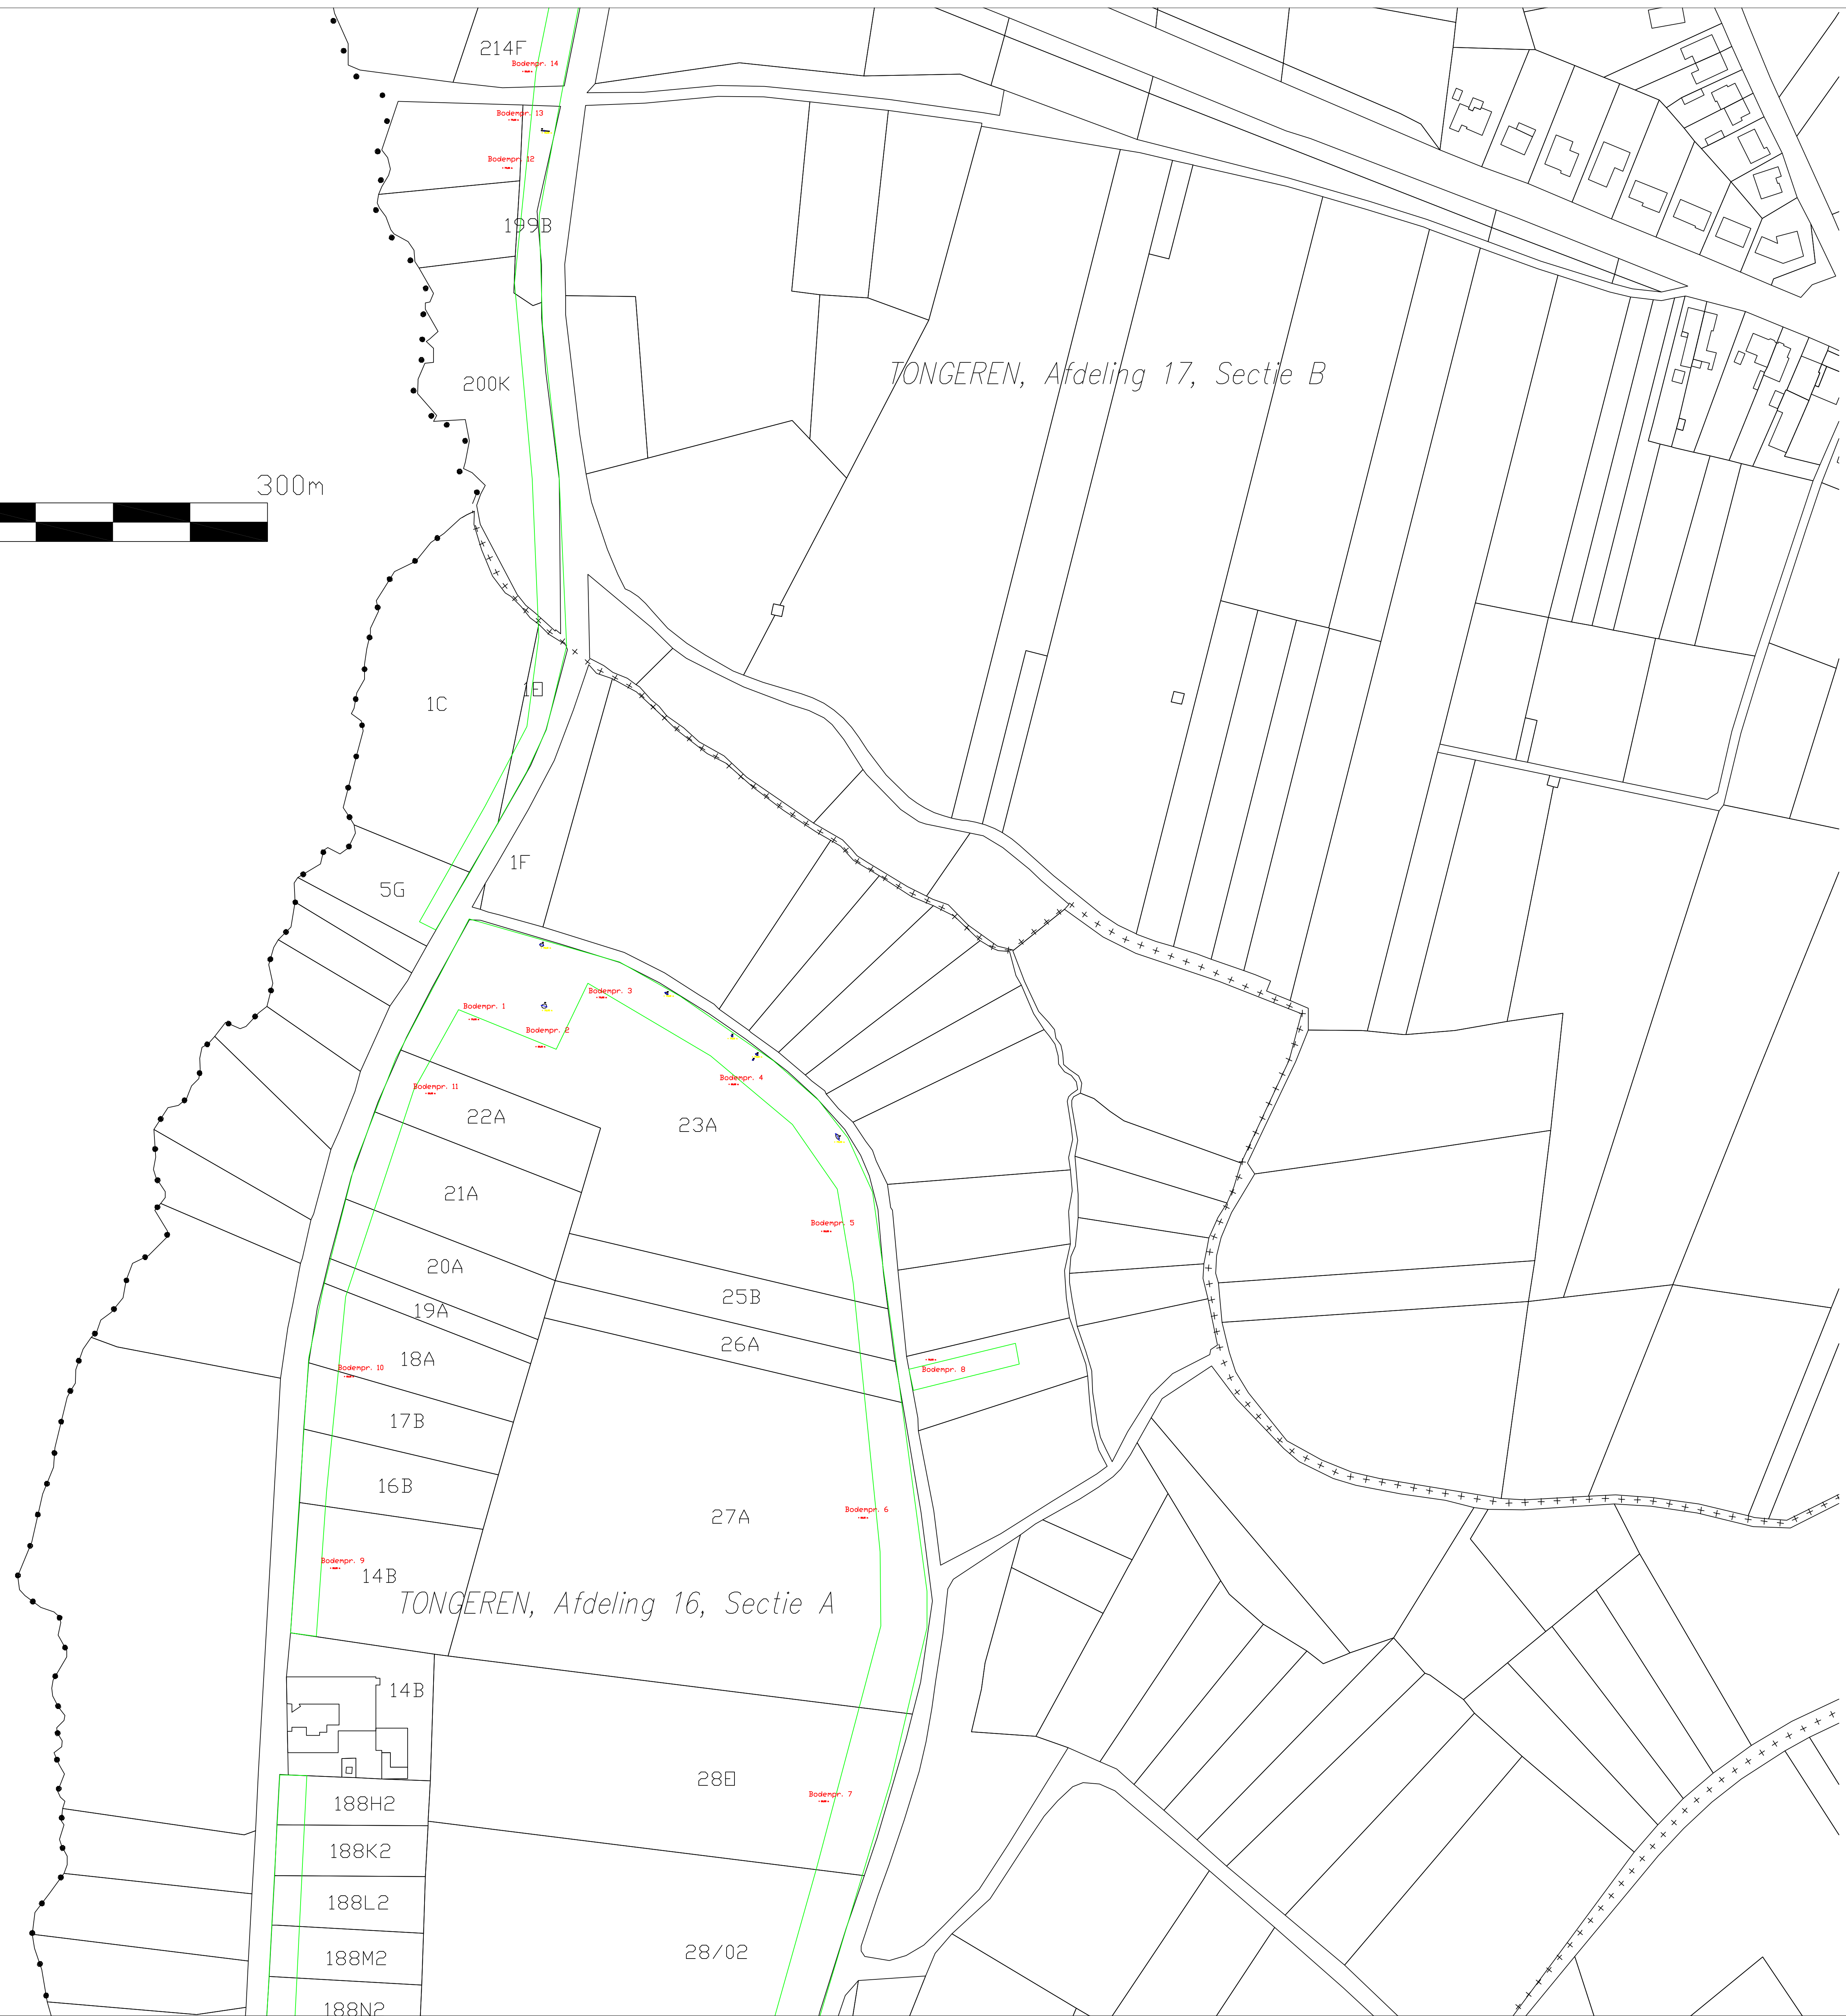 214F
Bodempr. 14
Bodempr. 13
Bodempr. 12
199B
TONGEREN, Afdeling 17, Sectie B
200K
300m
1E
1C
1F
5G
Bodempr. 3
Bodempr. 1
Bodempr. 2
Bodempr. 4
Bodempr. 11
22A
23A
21A
Bodempr. 5
20A
25B
19A
26A
18A
Bodempr. 10
Bodempr. 8
17B
16B
Bodempr. 6
27A
Bodempr. 9
14B
TONGEREN, Afdeling 16, Sectie A
14B
28E
Bodempr. 7
188H2
188K2
188L2
28/02
188M2
188N2